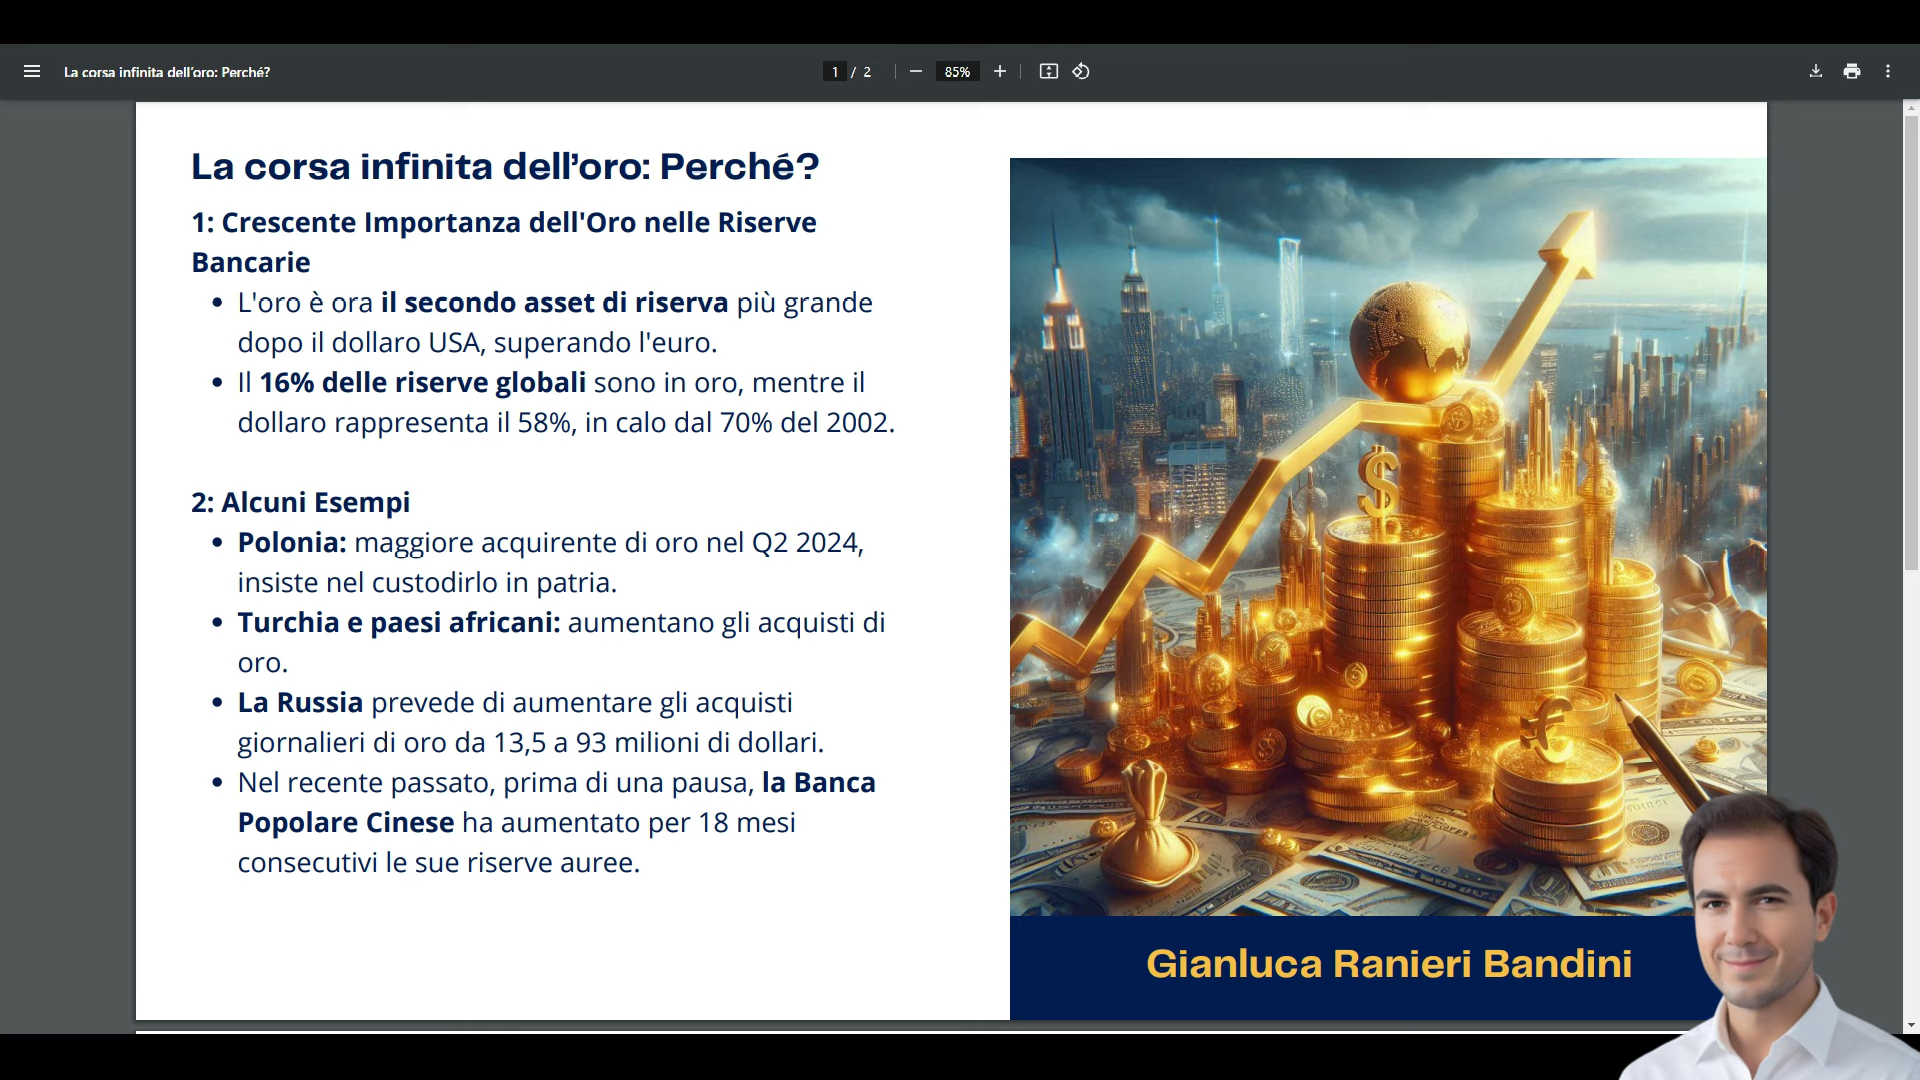 La corsa infinita dell'oro: Perché?
1 / 2
85%
La corsa infinita dell'oro: Perché?
1: Crescente Importanza dell'Oro nelle Riserve
Bancarie
• L'oro è ora il secondo asset di riserva più grande
dopo il dollaro USA, superando l'euro.
• Il 16% delle riserve globali sono in oro, mentre il
dollaro rappresenta il 58%, in calo dal 70% del 2002.
2: Alcuni Esempi
• Polonia: maggiore acquirente di oro nel Q2 2024,
insiste nel custodirlo in patria.
• Turchia e paesi africani: aumentano gli acquisti di
oro.
• La Russia prevede di aumentare gli acquisti
giornalieri di oro da 13,5 a 93 milioni di dollari.
• Nel recente passato, prima di una pausa, la Banca
Popolare Cinese ha aumentato per 18 mesi
consecutivi le sue riserve auree.
$
€
Gianluca Ranieri Bandini